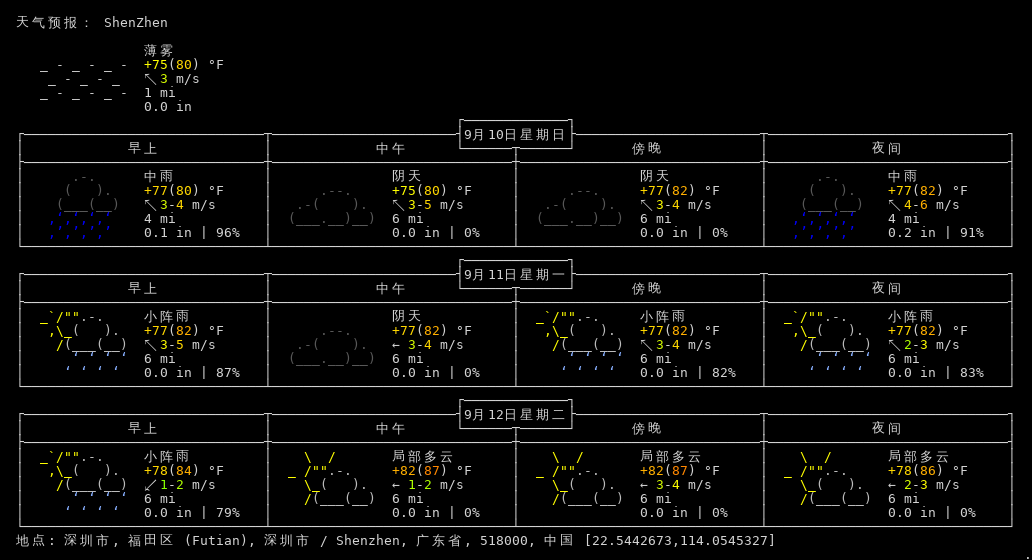 天气预报： ShenZhen
薄雾
+75(80) °F
↖ 3 m/s
1 mi
0.0 in
9月10日星期日
早上 中午 傍晚 夜间
中雨 阴天 阴天 中雨
+77(80) °F +75(80) °F +77(82) °F +77(82) °F
↖ 3-4 m/s ↖ 3-5 m/s ↖ 3-4 m/s ↖ 4-6 m/s
4 mi 6 mi 6 mi 4 mi
0.1 in | 96% 0.0 in | 0% 0.0 in | 0% 0.2 in | 91%
9月11日星期一
早上 中午 傍晚 夜间
小阵雨 阴天 小阵雨 小阵雨
+77(82) °F +77(82) °F +77(82) °F +77(82) °F
↖ 3-5 m/s ← 3-4 m/s ↖ 3-4 m/s ↖ 2-3 m/s
6 mi 6 mi 6 mi 6 mi
0.0 in | 87% 0.0 in | 0% 0.0 in | 82% 0.0 in | 83%
9月12日星期二
早上 中午 傍晚 夜间
小阵雨 局部多云 局部多云 局部多云
+78(84) °F +82(87) °F +82(87) °F +78(86) °F
↙ 1-2 m/s ← 1-2 m/s ← 3-4 m/s ← 2-3 m/s
6 mi 6 mi 6 mi 6 mi
0.0 in | 79% 0.0 in | 0% 0.0 in | 0% 0.0 in | 0%
地点: 深圳市, 福田区 (Futian), 深圳市 / Shenzhen, 广东省, 518000, 中国 [22.5442673,114.0545327]